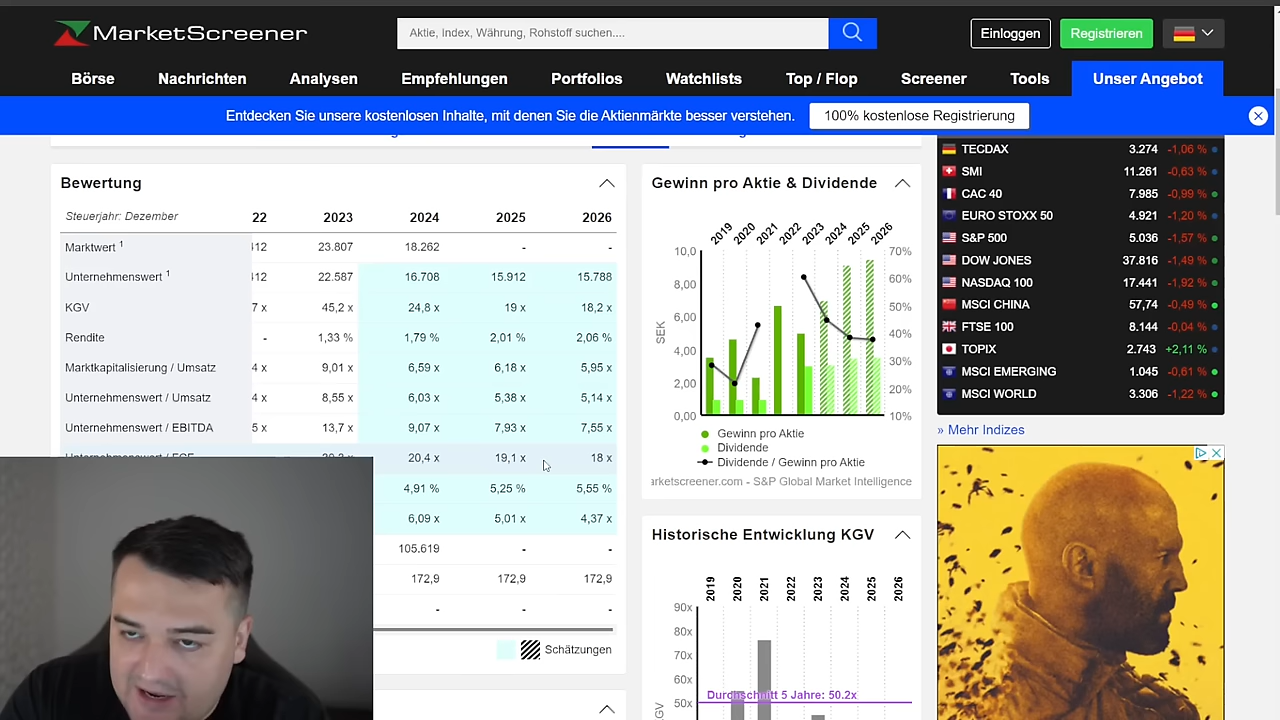 MarketScreener
Aktie, Index, Währung, Rohstoff suchen....
Einloggen
Registrieren
Börse Nachrichten Analysen Empfehlungen Portfolios Watchlists Top / Flop Screener Tools Unser Angebot
Entdecken Sie unsere kostenlosen Inhalte, mit denen Sie die Aktienmärkte besser verstehen. 100% kostenlose Registrierung
Bewertung
Steuerjahr: Dezember 22 2023 2024 2025 2026
Marktwert 1 412 23.807 18.262 - -
Unternehmenswert 1 412 22.587 16.708 15.912 15.788
KGV 7 x 45,2 x 24,8 x 19 x 18,2 x
Rendite - 1,33 % 1,79 % 2,01 % 2,06 %
Marktkapitalisierung / Umsatz 4 x 9,01 x 6,59 x 6,18 x 5,95 x
Unternehmenswert / Umsatz 4 x 8,55 x 6,03 x 5,38 x 5,14 x
Unternehmenswert / EBITDA 5 x 13,7 x 9,07 x 7,93 x 7,55 x
20,4 x 19,1 x 18 x
4,91 % 5,25 % 5,55 %
6,09 x 5,01 x 4,37 x
105.619 - -
172,9 172,9 172,9
- -
Schätzungen
Gewinn pro Aktie & Dividende
2019 2020 2021 2022 2023 2024 2025 2026
10,0 70%
8,00 60%
50%
6,00
SEK
40%
4,00
30%
2,00
20%
0,00 10%
Gewinn pro Aktie
Dividende
Dividende / Gewinn pro Aktie
arketscreener.com - S&P Global Market Intelligence
Historische Entwicklung KGV
2019 2020 2021 2022 2023 2024 2025 2026
90x
80x
70x
60x
Durchschnitt 5 Jahre: 50.2x
50x
KGV
TECDAX 3.274 -1,06 %
SMI 11.261 -0,63 %
CAC 40 7.985 -0,99 %
EURO STOXX 50 4.921 -1,20 %
S&P 500 5.036 -1,57 %
DOW JONES 37.816 -1,49 %
NASDAQ 100 17.441 -1,92 %
MSCI CHINA 57,74 -0,49 %
FTSE 100 8.144 -0,04 %
TOPIX 2.743 +2,11 %
MSCI EMERGING 1.045 -0,61 %
MSCI WORLD 3.306 -1,22 %
» Mehr Indizes